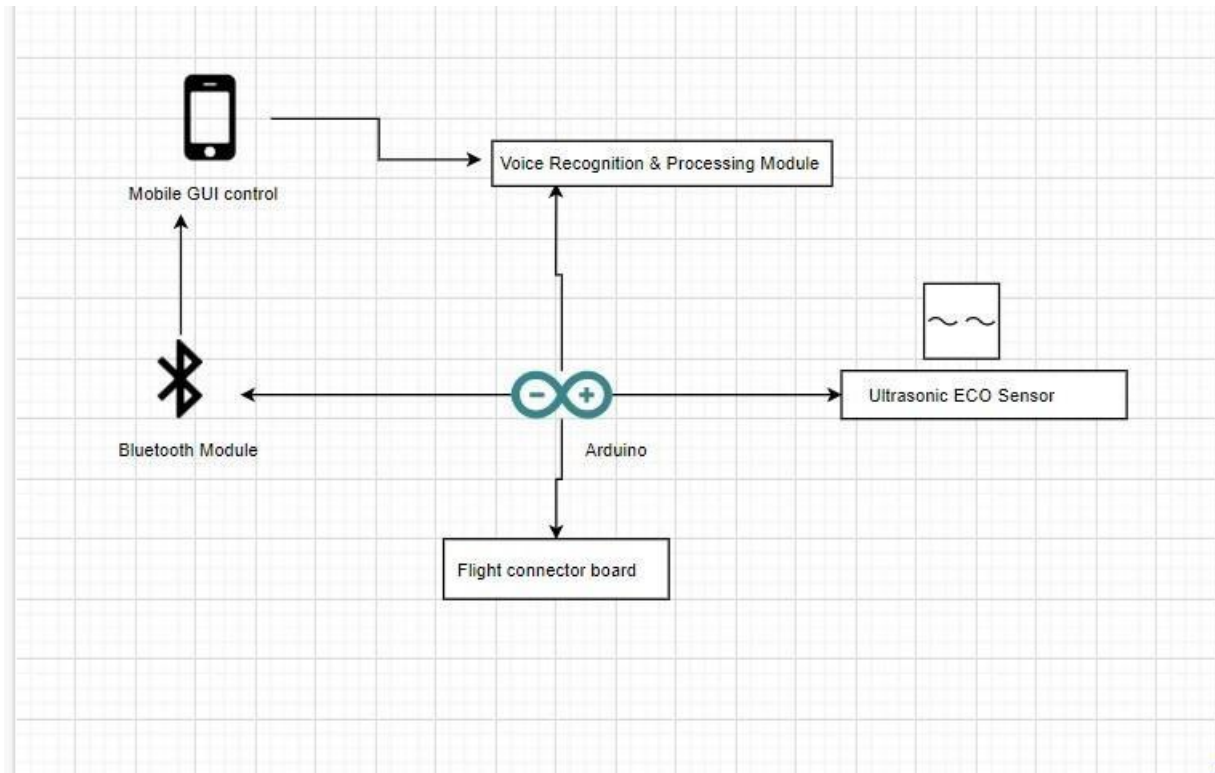 Voice Recognition & Processing Module
Mobile GUI control
Ultrasonic ECO Sensor
Bluetooth Module
Arduino
Flight connector board